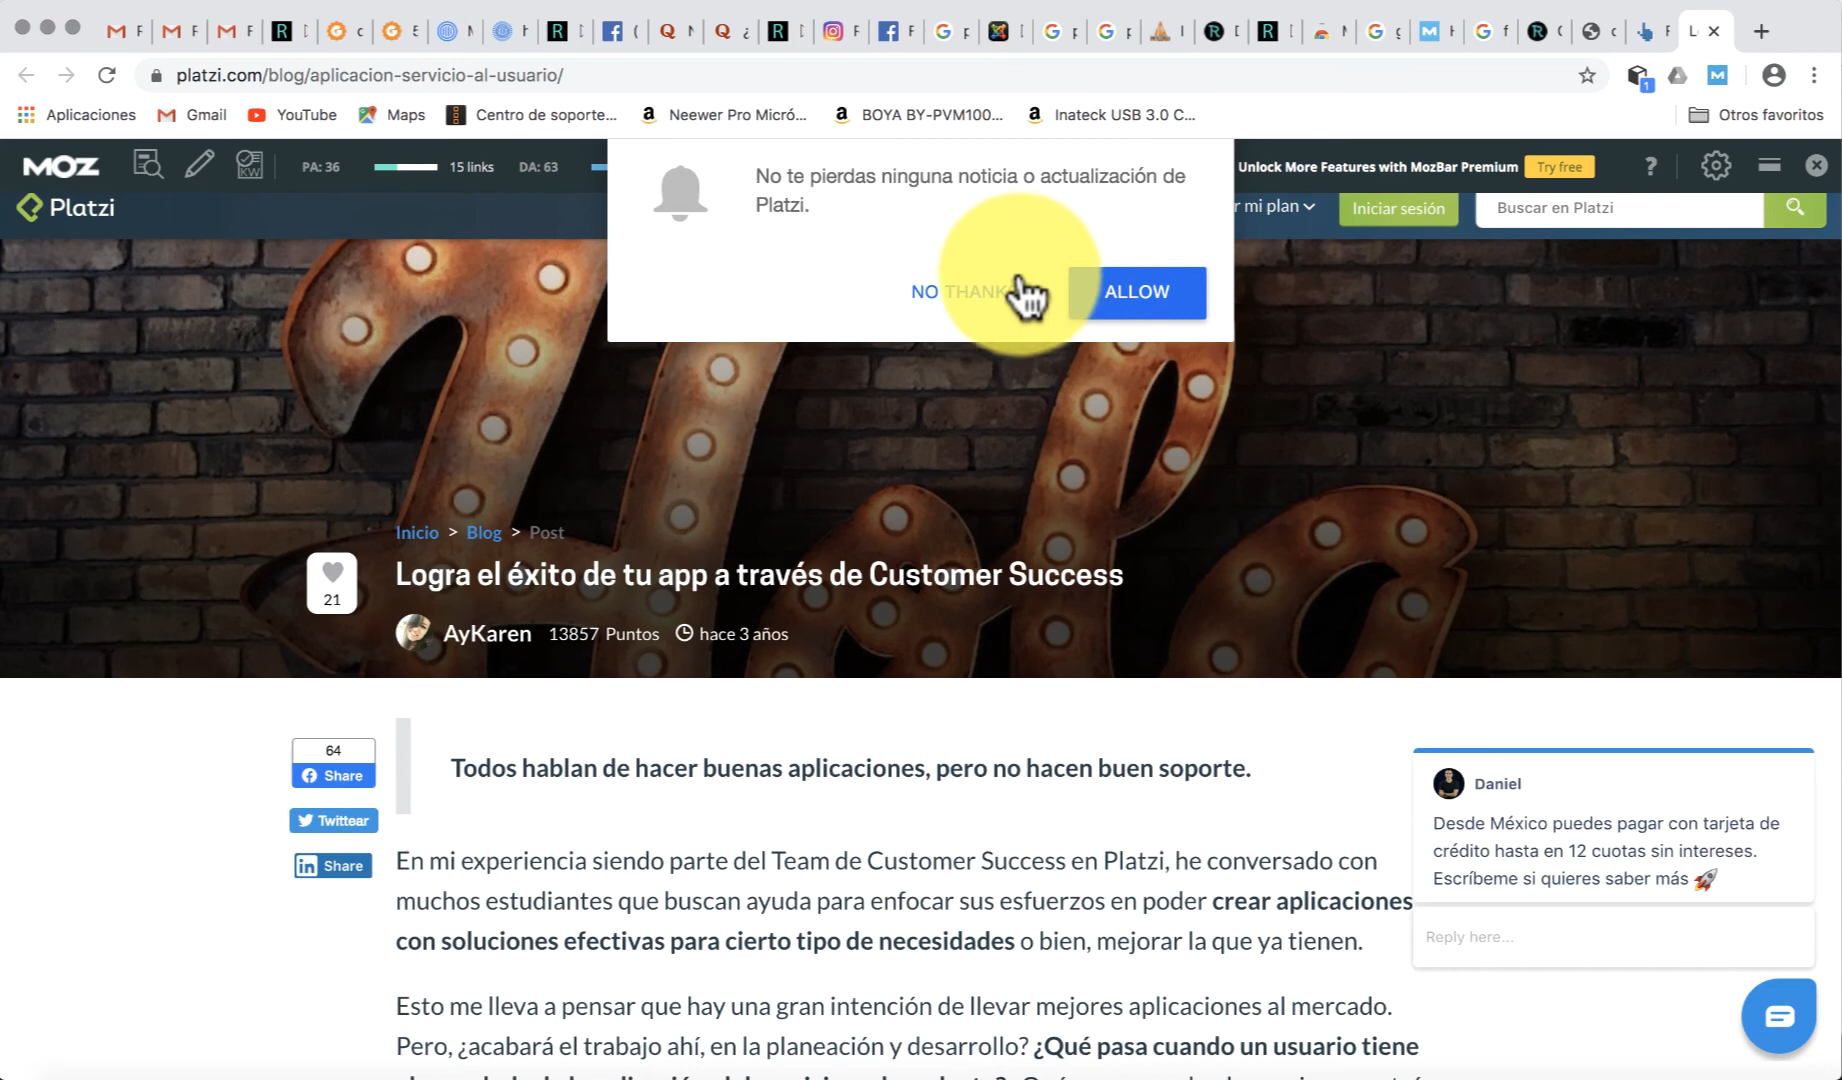 platzi.com/blog/aplicacion-servicio-al-usuario/
Aplicaciones
Gmail
YouTube
Maps
Centro de soporte...
Neewer Pro Micró...
BOYA BY-PVM100...
Inateck USB 3.0 C...
Otros favoritos
MOZ
PA: 36
15 links
DA: 63
Unlock More Features with MozBar Premium
Try free
Platzi
r mi plan
Iniciar sesión
Buscar en Platzi
No te pierdas ninguna noticia o actualización de
Platzi.
NO THANK
ALLOW
Inicio > Blog > Post
21
Logra el éxito de tu app a través de Customer Success
AyKaren 13857 Puntos hace 3 años
64
Share
Twittear
Share
Todos hablan de hacer buenas aplicaciones, pero no hacen buen soporte.
En mi experiencia siendo parte del Team de Customer Success en Platzi, he conversado con
muchos estudiantes que buscan ayuda para enfocar sus esfuerzos en poder crear aplicaciones
con soluciones efectivas para cierto tipo de necesidades o bien, mejorar la que ya tienen.
Esto me lleva a pensar que hay una gran intención de llevar mejores aplicaciones al mercado.
Pero, ¿acabará el trabajo ahí, en la planeación y desarrollo? ¿Qué pasa cuando un usuario tiene
Daniel
Desde México puedes pagar con tarjeta de
crédito hasta en 12 cuotas sin intereses.
Escríbeme si quieres saber más 🚀
Reply here...
Hola